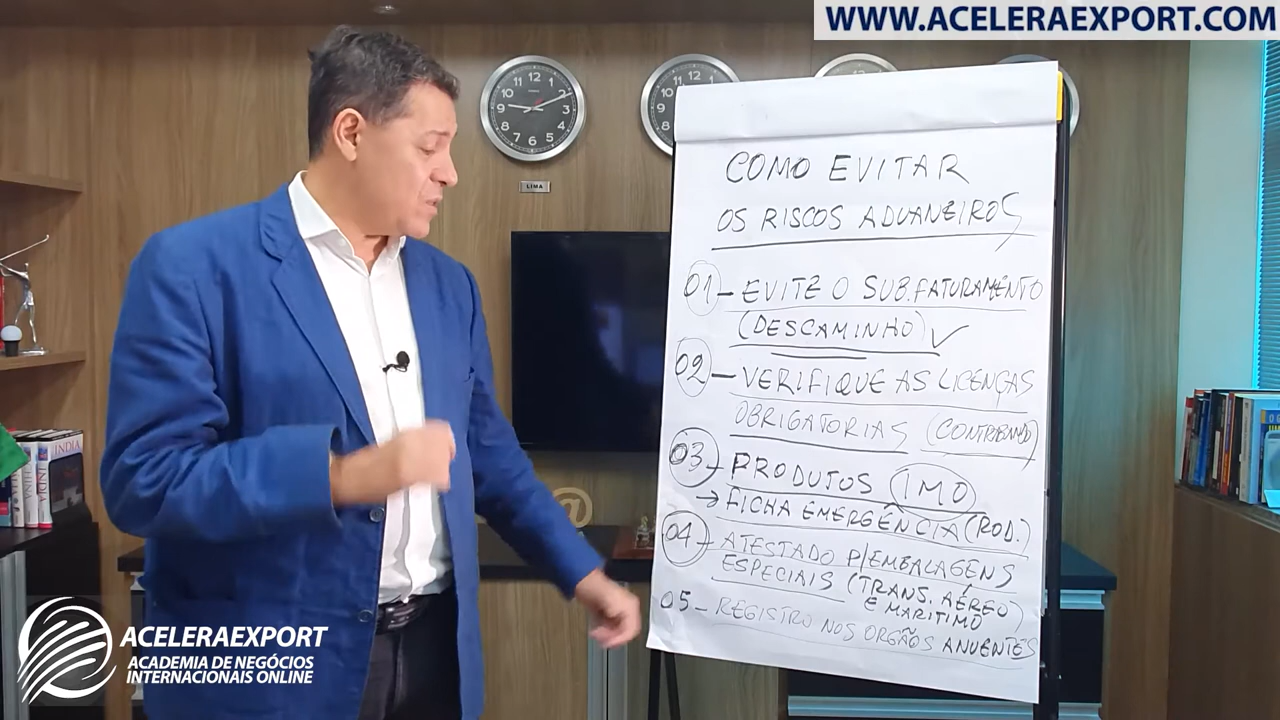 WWW.ACELERAEXPORT.COM
COMO EVITAR
OS RISCOS ADUANEIROS
01 - EVITE O SUB.FATURAMENTO
(DESCAMINHO) ✓
02 - VERIFIQUE AS LICENÇAS
OBRIGATORIAS (CONTRABANDO)
03 - PRODUTOS IMO
→ FICHA EMERGÊNCIA (ROD.)
04 - ATESTADO P/EMBALAGENS
ESPECIAIS (TRANS. AÉREO)
E MARITIMO
05 - REGISTRO NOS ORGÃOS ANUENTES
LIMA
INDIA
ACELERAEXPORT
ACADEMIA DE NEGÓCIOS
INTERNACIONAIS ONLINE